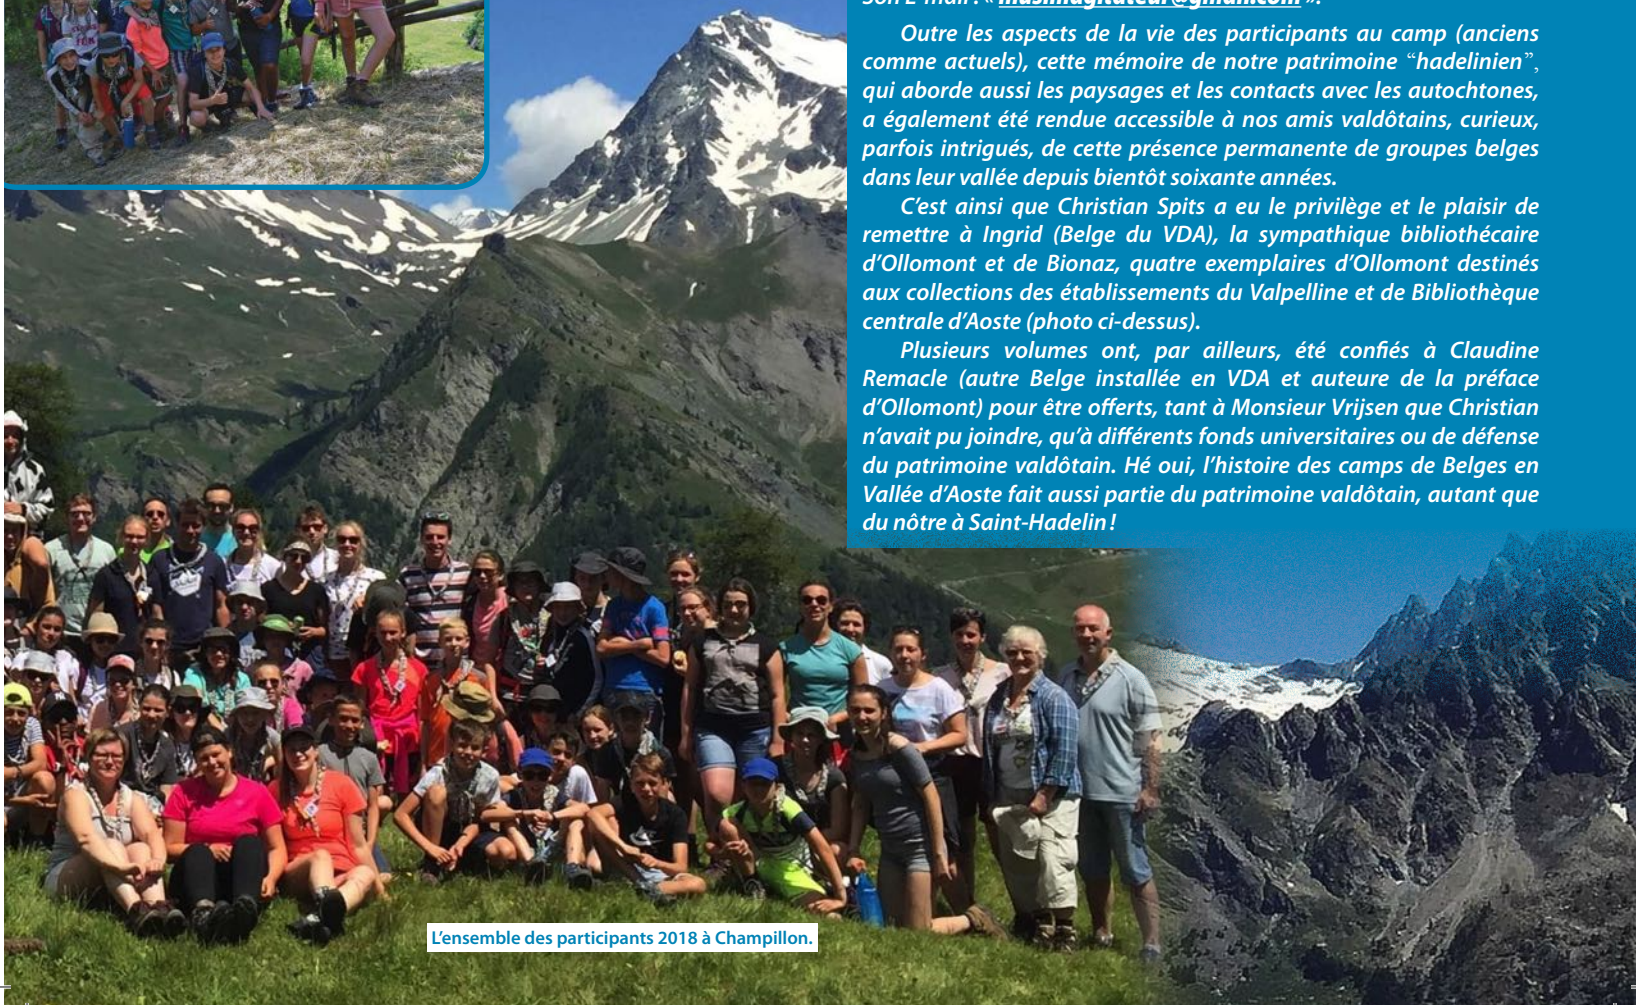 Son E-mail : «
Outre les aspects de la vie des participants au camp (anciens
comme actuels), cette mémoire de notre patrimoine “hadelinien”,
qui aborde aussi les paysages et les contacts avec les autochtones,
a également été rendue accessible à nos amis valdôtains, curieux,
parfois intrigués, de cette présence permanente de groupes belges
dans leur vallée depuis bientôt soixante années.
C’est ainsi que Christian Spits a eu le privilège et le plaisir de
remettre à Ingrid (Belge du VDA), la sympathique bibliothécaire
d’Ollomont et de Bionaz, quatre exemplaires d’Ollomont destinés
aux collections des établissements du Valpelline et de Bibliothèque
centrale d’Aoste (photo ci-dessus).
Plusieurs volumes ont, par ailleurs, été confiés à Claudine
Remacle (autre Belge installée en VDA et auteure de la préface
d’Ollomont) pour être offerts, tant à Monsieur Vrijsen que Christian
n’avait pu joindre, qu’à différents fonds universitaires ou de défense
du patrimoine valdôtain. Hé oui, l’histoire des camps de Belges en
Vallée d’Aoste fait aussi partie du patrimoine valdôtain, autant que
du nôtre à Saint-Hadelin !
L’ensemble des participants 2018 à Champillon.